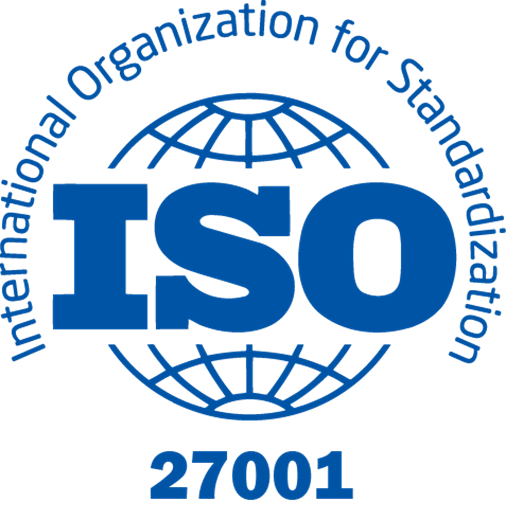 International Organization for Standardization
ISO
27001